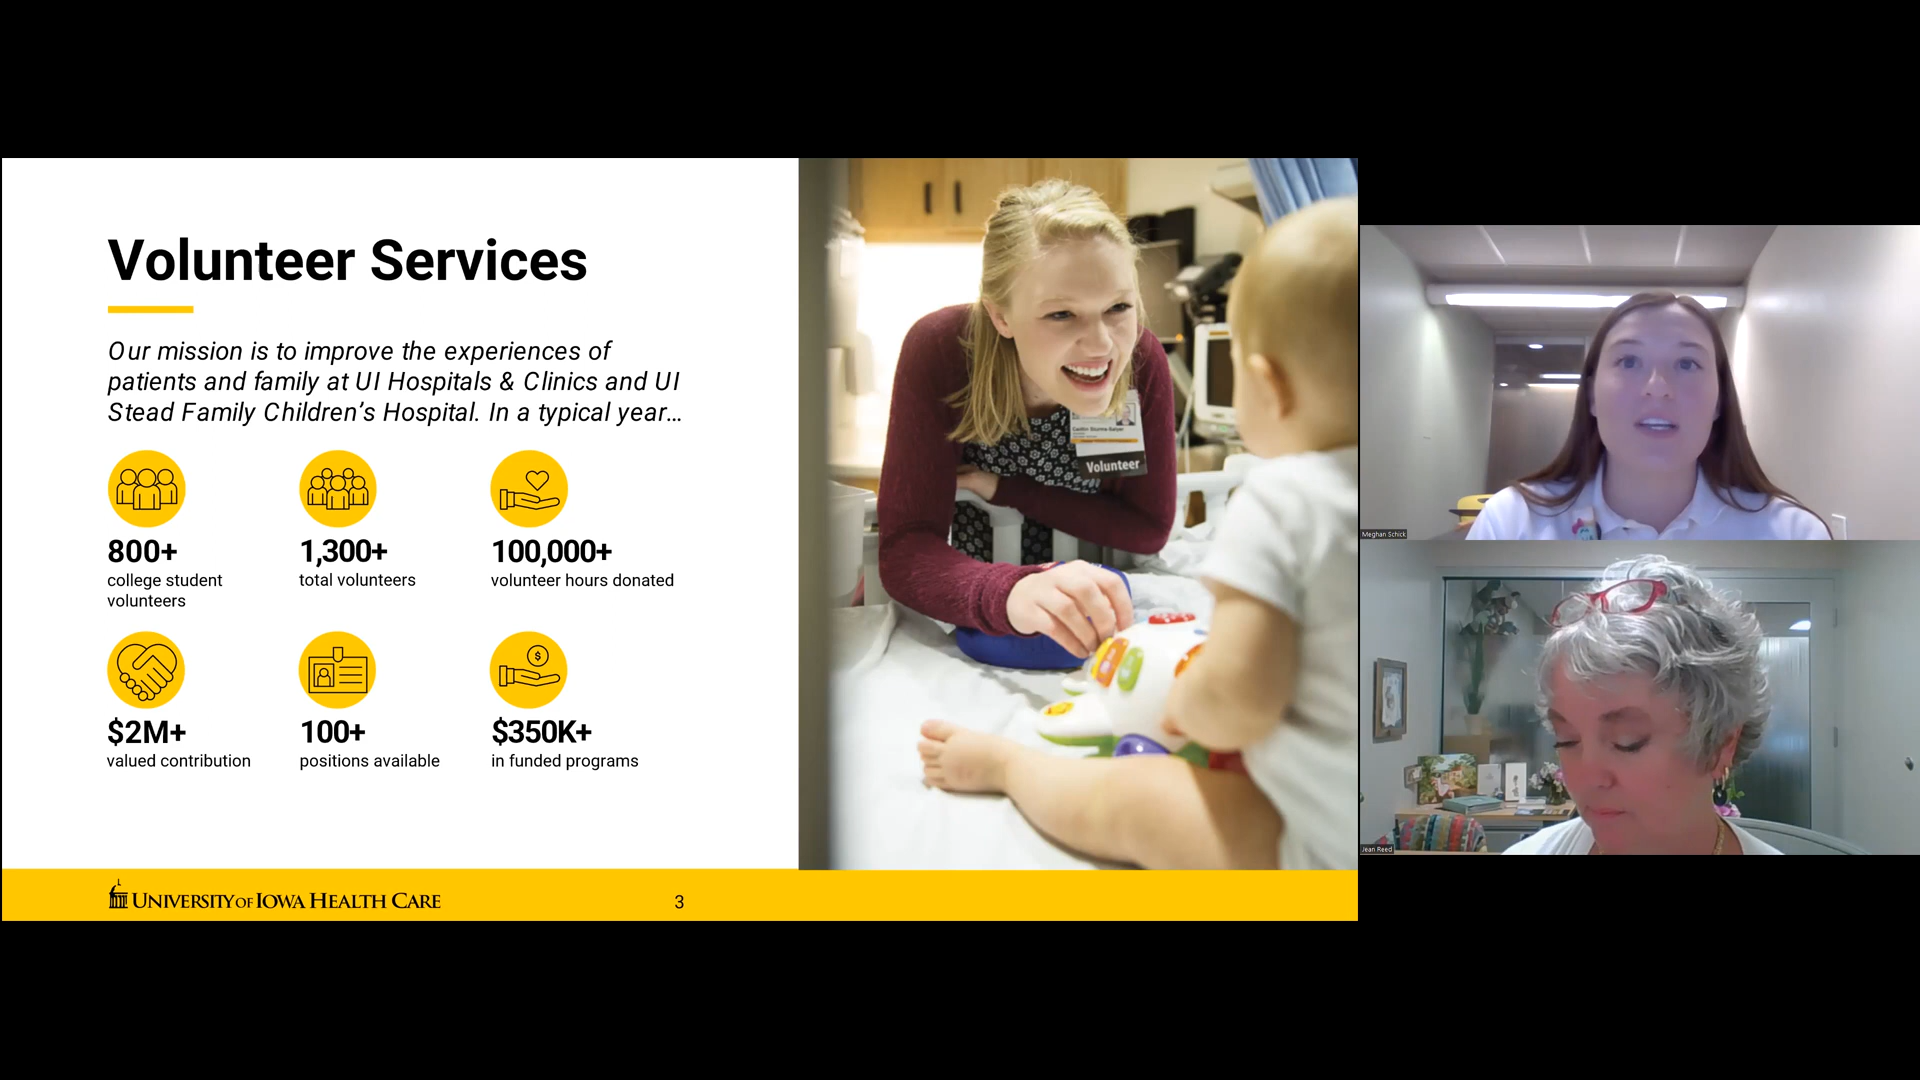 Volunteer Services
Our mission is to improve the experiences of
patients and family at UI Hospitals & Clinics and UI
Stead Family Children's Hospital. In a typical year...
800+
college student
volunteers
1,300+
total volunteers
100,000+
volunteer hours donated
$2M+
valued contribution
100+
positions available
$
$350K+
in funded programs
UNIVERSITY OF IOWA HEALTH CARE
3
Volunteer
Meghan Schick
Jean Reed